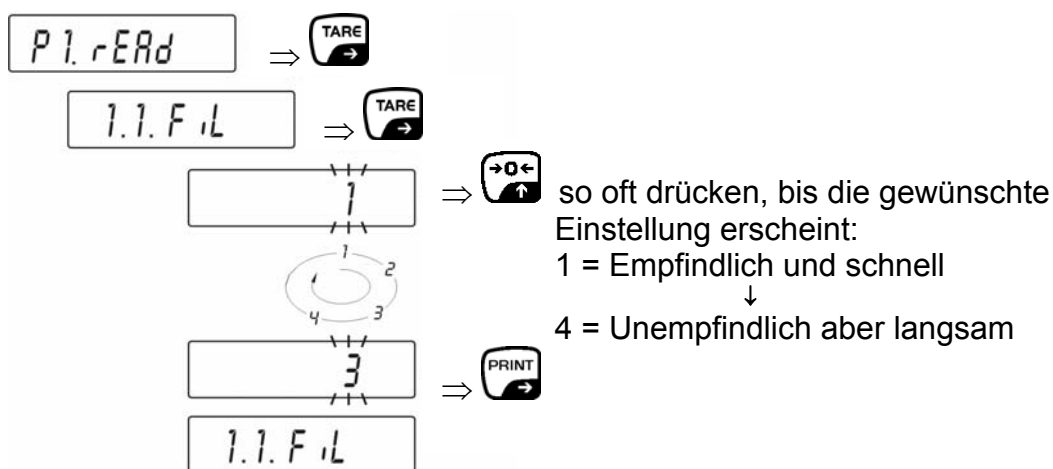 P1.rEAd ⇒ TARE →
1.1.FiL ⇒ TARE →
1 ⇒ →0← ↑ so oft drücken, bis die gewünschte
Einstellung erscheint:
1 = Empfindlich und schnell
↓
4 = Unempfindlich aber langsam
1
2
3
4
3 ⇒ PRINT →
1.1.FiL